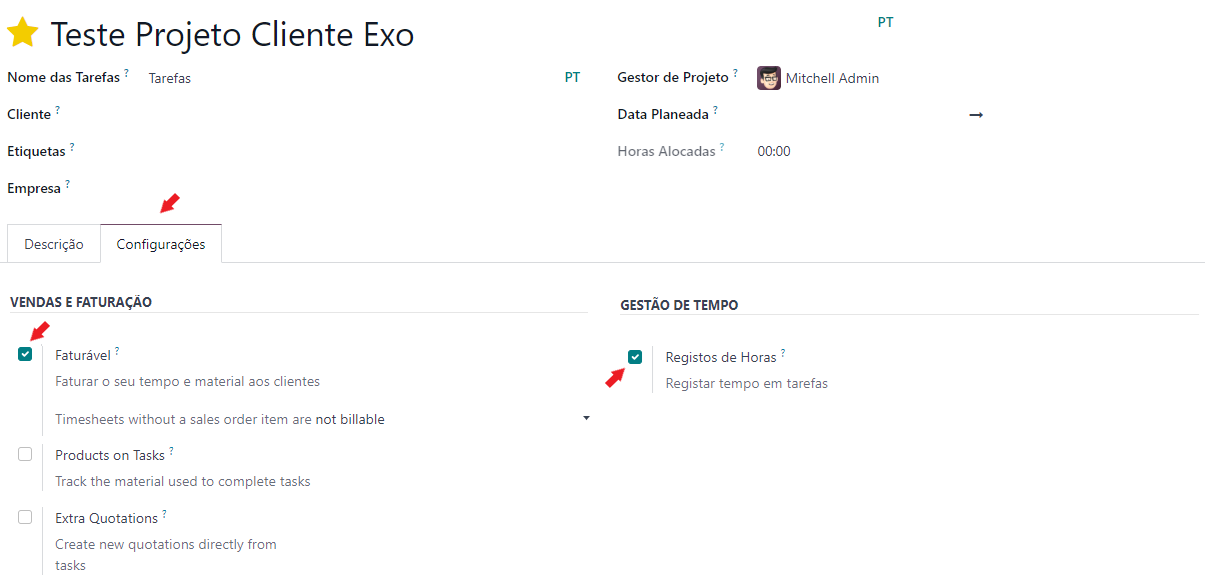 Teste Projeto Cliente Exo
PT
Nome das Tarefas ? Tarefas PT
Gestor de Projeto ? Mitchell Admin
Cliente ?
Data Planeada ? →
Etiquetas ?
Horas Alocadas ? 00:00
Empresa ?
Descrição
Configurações
VENDAS E FATURAÇÃO
GESTÃO DE TEMPO
Faturável ?
Faturar o seu tempo e material aos clientes
Timesheets without a sales order item are not billable
Registos de Horas ?
Registar tempo em tarefas
Products on Tasks ?
Track the material used to complete tasks
Extra Quotations ?
Create new quotations directly from
tasks